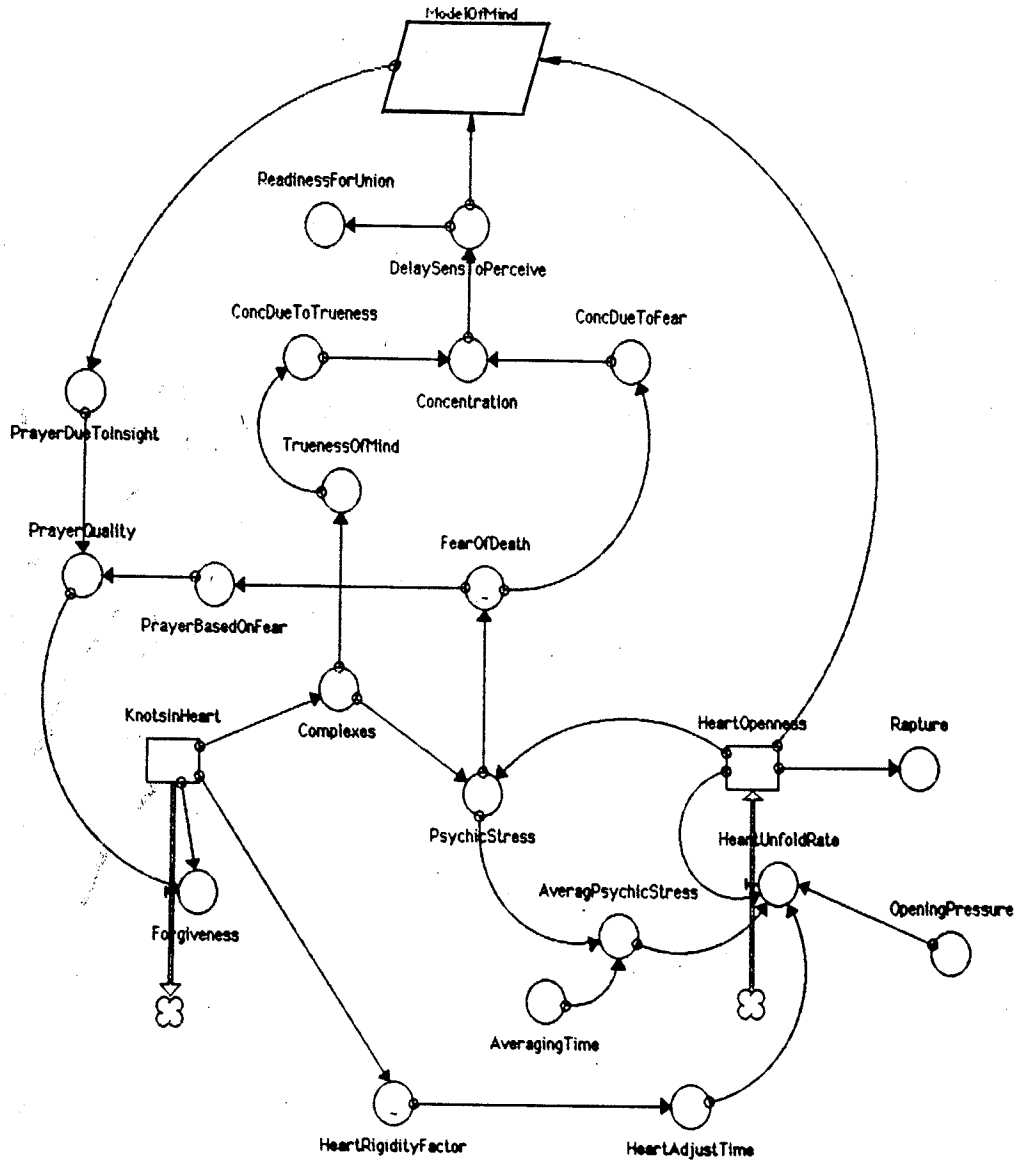 ModelOfMind
ReadinessForUnion
DelaySensToPerceive
ConcDueToTrueness
ConcDueToFear
Concentration
PrayerDueToInsight
TruenessOfMind
PrayerQuality
FearOfDeath
PrayerBasedOnFear
KnotsInHeart
Complexes
HeartOpenness
Rapture
PsychicStress
HeartUnfoldRate
AveragPsychicStress
OpeningPressure
Forgiveness
AveragingTime
HeartRigidityFactor
HeartAdjustTime